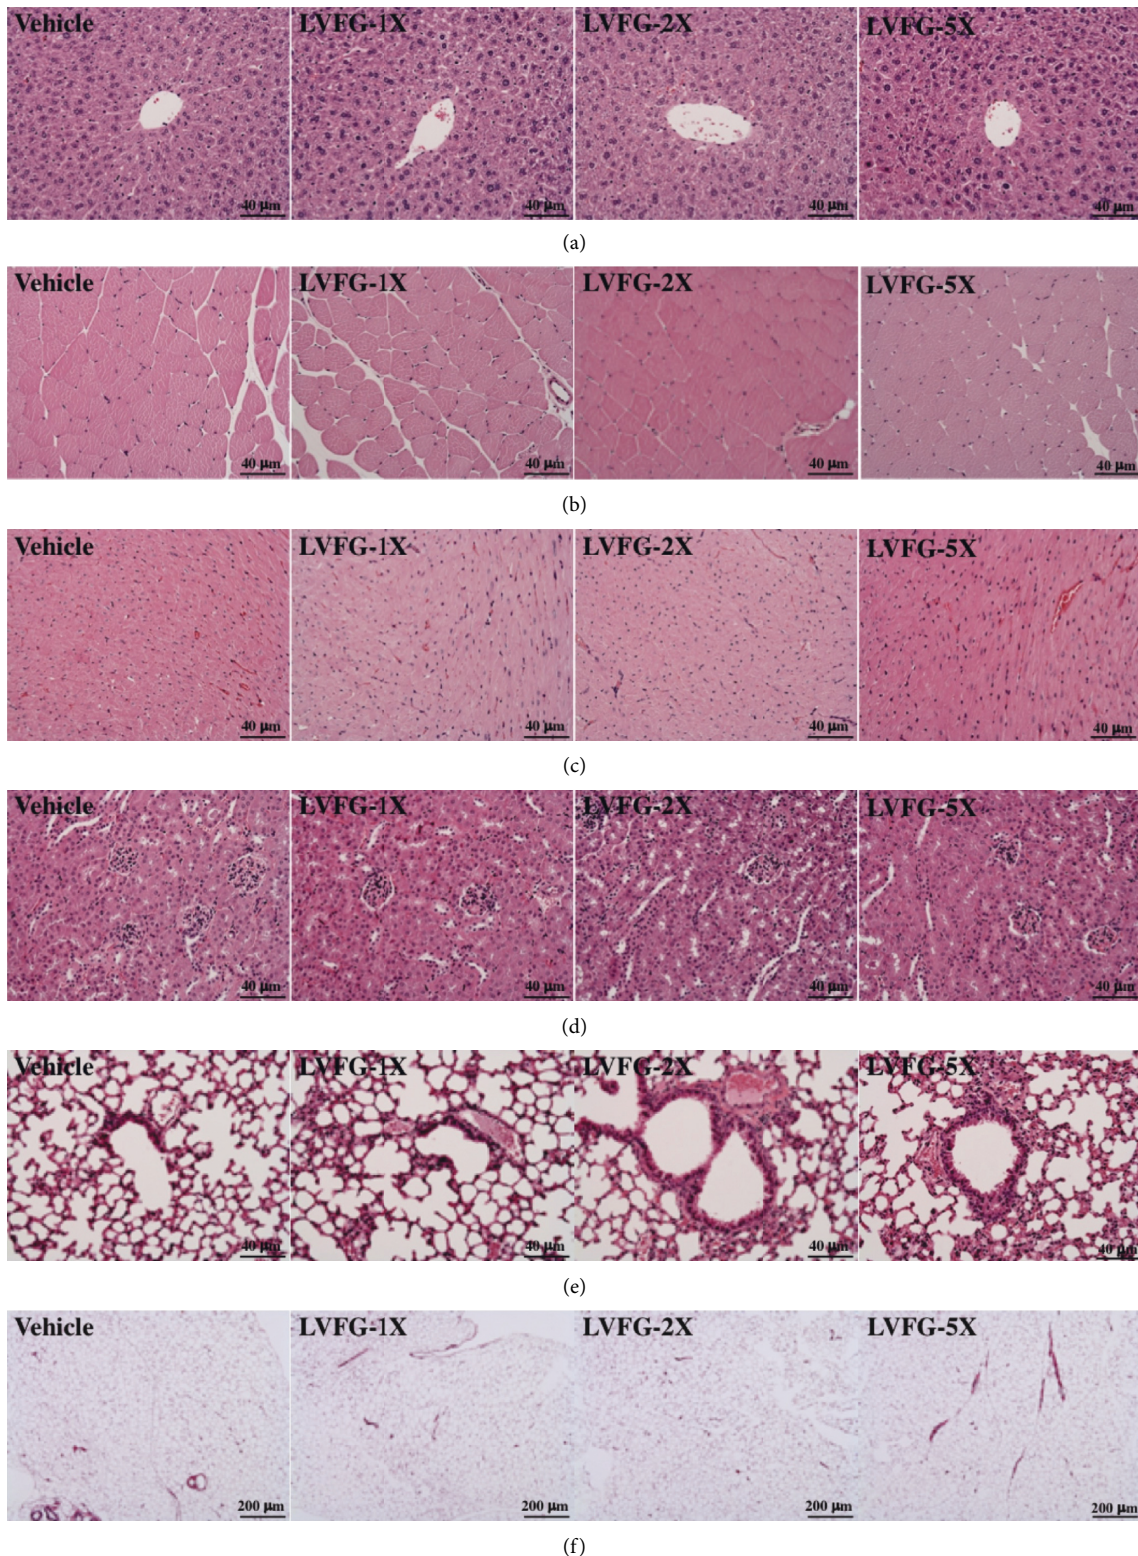 Vehicle LVFG-1X LVFG-2X LVFG-5X
40 μm 40 μm 40 μm 40 μm
(a)
Vehicle LVFG-1X LVFG-2X LVFG-5X
40 μm 40 μm 40 μm 40 μm
(b)
Vehicle LVFG-1X LVFG-2X LVFG-5X
40 μm 40 μm 40 μm 40 μm
(c)
Vehicle LVFG-1X LVFG-2X LVFG-5X
40 μm 40 μm 40 μm 40 μm
(d)
Vehicle LVFG-1X LVFG-2X LVFG-5X
40 μm 40 μm 40 μm 40 μm
(e)
Vehicle LVFG-1X LVFG-2X LVFG-5X
200 μm 200 μm 200 μm 200 μm
(f)